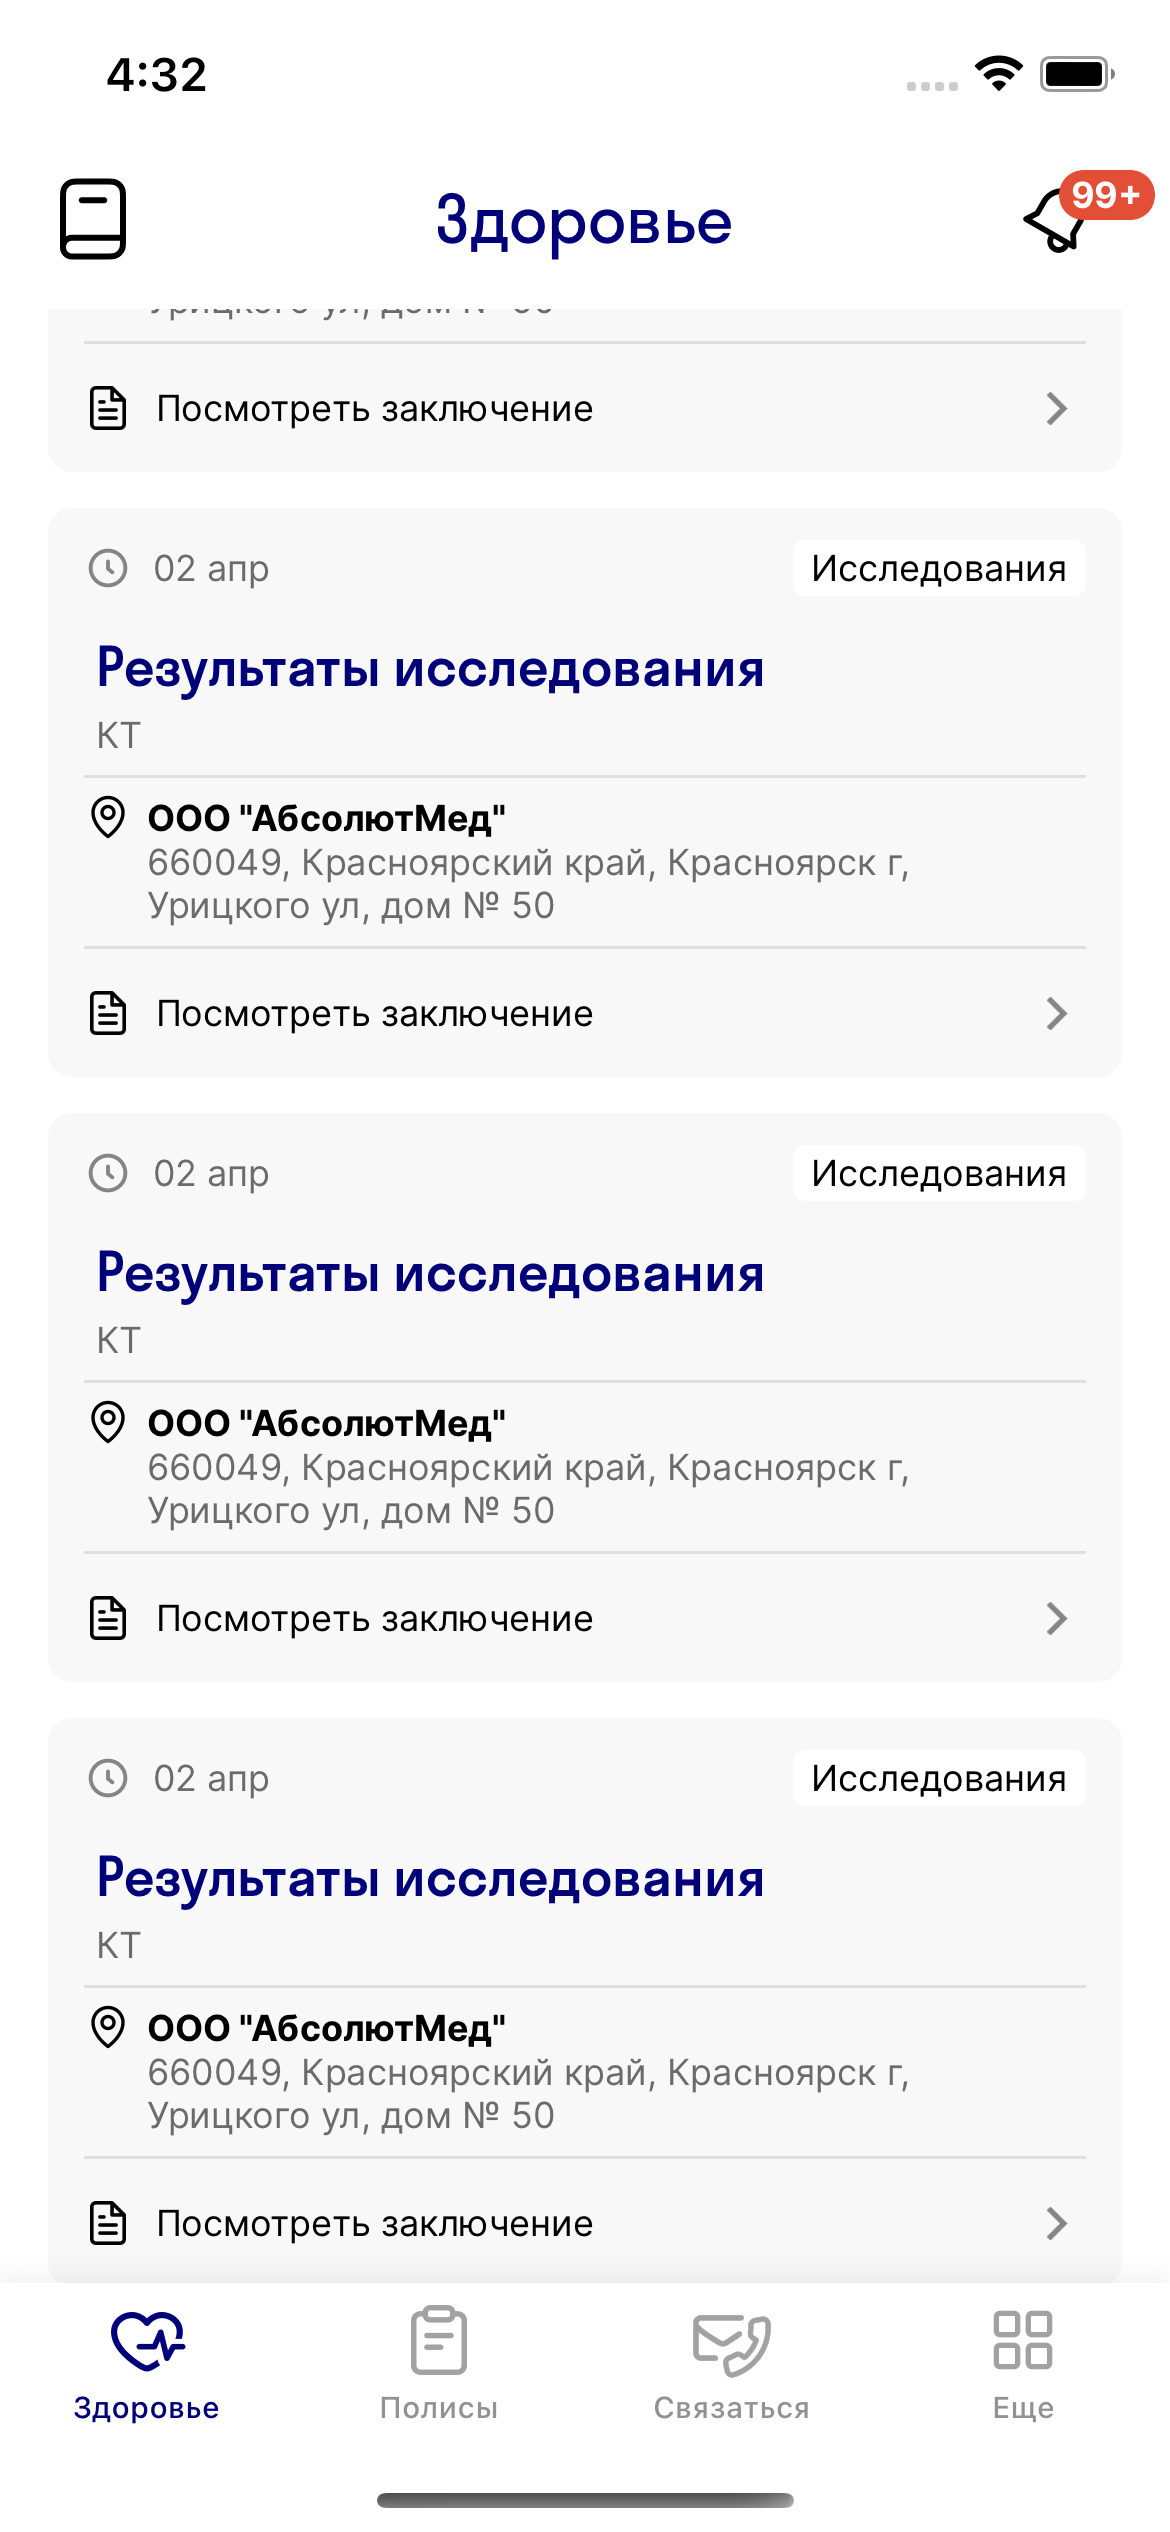 4:32
Здоровье
99+
Посмотреть заключение
02 апр
Исследования
Результаты исследования
КТ
ООО "АбсолютМед"
660049, Красноярский край, Красноярск г,
Урицкого ул, дом № 50
Посмотреть заключение
02 апр
Исследования
Результаты исследования
КТ
ООО "АбсолютМед"
660049, Красноярский край, Красноярск г,
Урицкого ул, дом № 50
Посмотреть заключение
02 апр
Исследования
Результаты исследования
КТ
ООО "АбсолютМед"
660049, Красноярский край, Красноярск г,
Урицкого ул, дом № 50
Посмотреть заключение
Здоровье
Полисы
Связаться
Еще